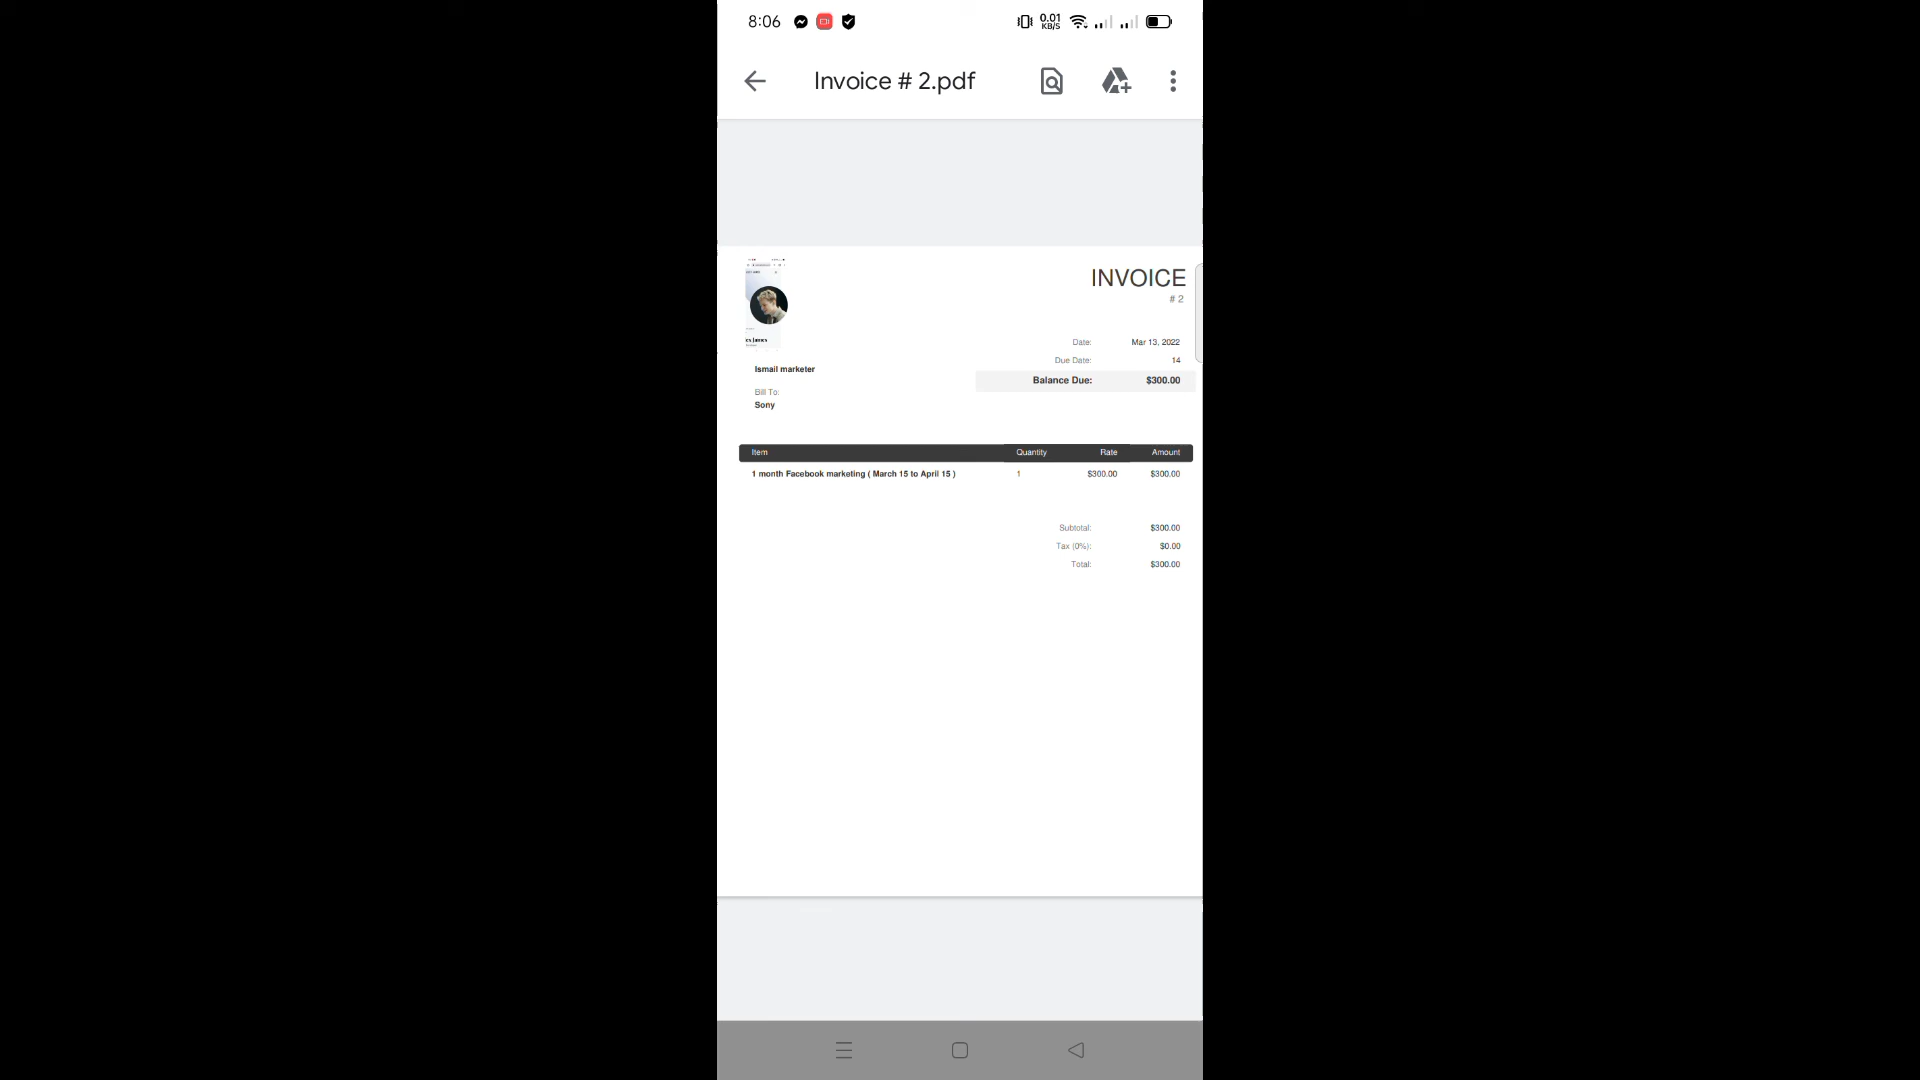 8:06
0.01
KB/S
Invoice # 2.pdf
INVOICE
# 2
Date: Mar 13, 2022
Due Date: 14
Balance Due: $300.00
Ismail marketer
Bill To:
Sony
Item Quantity Rate Amount
1 month Facebook marketing ( March 15 to April 15 ) 1 $300.00 $300.00
Subtotal: $300.00
Tax (0%): $0.00
Total: $300.00